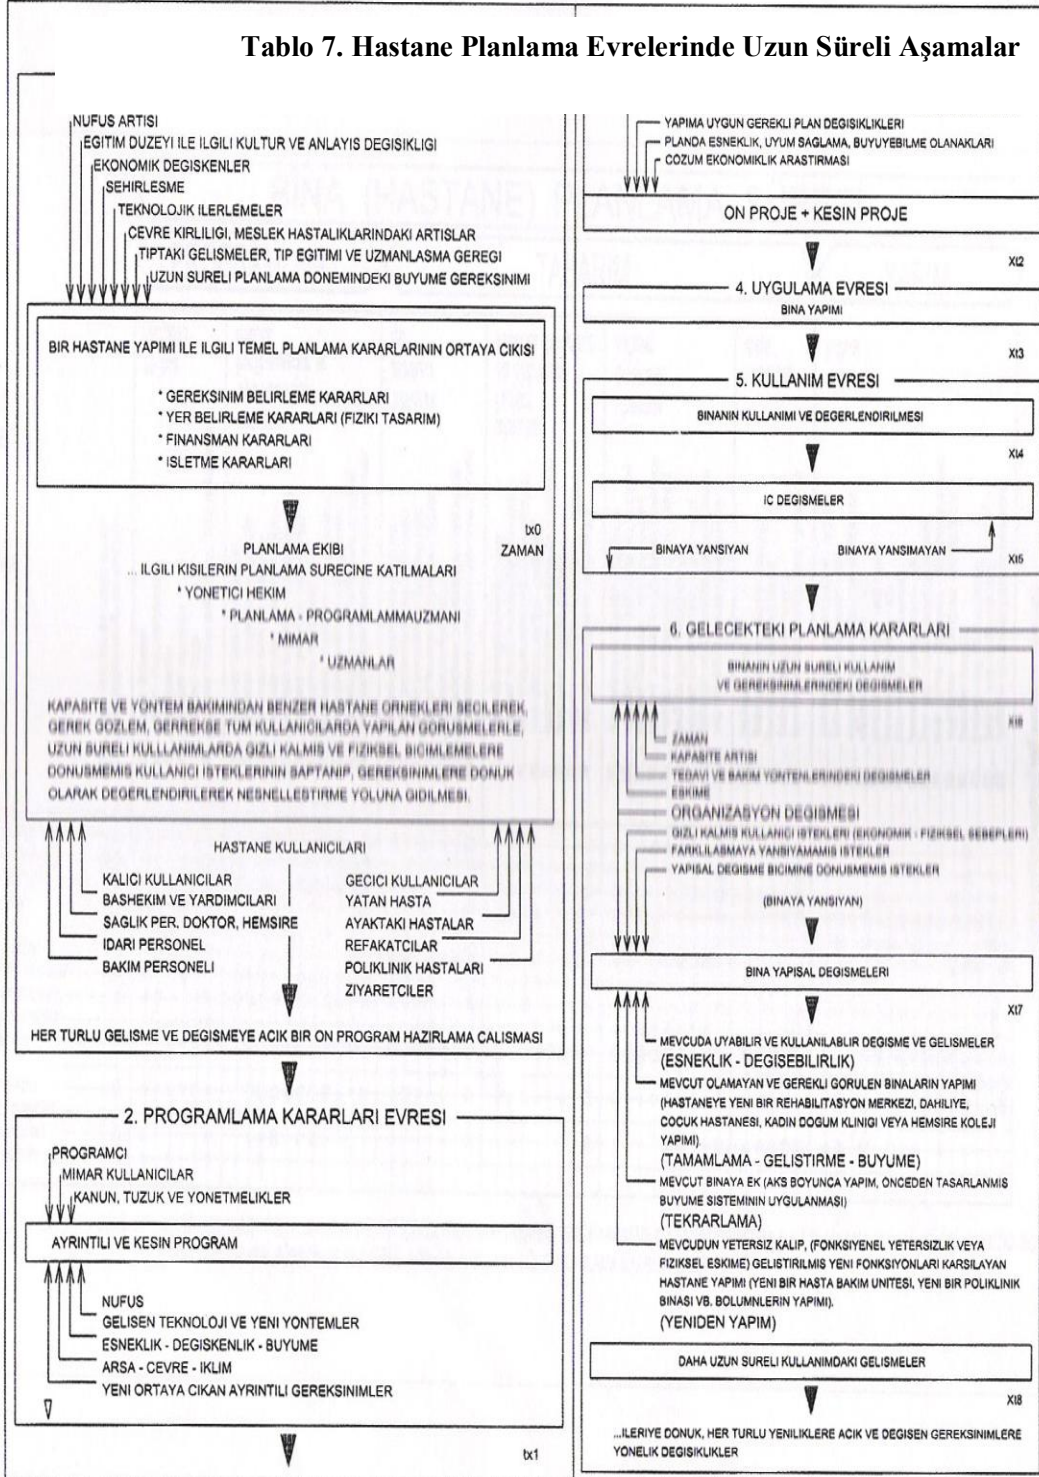 Tablo 7. Hastane Planlama Evrelerinde Uzun Süreli Aşamalar
NUFUS ARTISI
EGITIM DUZEYI ILE ILGILI KULTUR VE ANLAYIS DEGISIKLIGI
EKONOMIK DEGISKENLER
SEHIRLESME
TEKNOLOJIK ILERLEMELER
CEVRE KIRLILIGI, MESLEK HASTALIKLARINDAKI ARTISLAR
TIPTAKI GELISMELER, TIP EGITIMI VE UZMANLASMA GEREGI
UZUN SURELI PLANLAMA DONEMINDEKI BUYUME GEREKSINIMI
BIR HASTANE YAPIMI ILE ILGILI TEMEL PLANLAMA KARARLARININ ORTAYA CIKISI
* GEREKSINIM BELIRLEME KARARLARI
* YER BELIRLEME KARARLARI (FIZIKI TASARIM)
* FINANSMAN KARARLARI
* ISLETME KARARLARI
tx0
ZAMAN
PLANLAMA EKIBI
... ILGILI KISILERIN PLANLAMA SURECINE KATILMALARI
* YONETICI HEKIM
* PLANLAMA - PROGRAMLAMMAUZMANI
* MIMAR
* UZMANLAR
KAPASITE VE YONTEM BAKIMINDAN BENZER HASTANE ORNEKLERI SECILEREK,
GEREK GOZLEM, GERREKSE TUM KULLANICILARDA YAPILAN GORUSMELERLE,
UZUN SURELI KULLLANIMLARDA GIZLI KALMIS VE FIZIKSEL BICIMLEMELERE
DONUSMEMIS KULLANICI ISTEKLERININ SAPTANIP, GEREKSINIMLERE DONUK
OLARAK DEGERLENDIRILEREK NESNELLESTIRME YOLUNA GIDILMESI.
HASTANE KULLANICILARI
KALICI KULLANICILAR
BASHEKIM VE YARDIMCILARI
SAGLIK PER. DOKTOR, HEMSIRE
IDARI PERSONEL
BAKIM PERSONELI
GECICI KULLANICILAR
YATAN HASTA
AYAKTAKI HASTALAR
REFAKATCILAR
POLIKLINIK HASTALARI
ZIYARETCILER
HER TURLU GELISME VE DEGISMEYE ACIK BIR ON PROGRAM HAZIRLAMA CALISMASI
2. PROGRAMLAMA KARARLARI EVRESI
PROGRAMCI
MIMAR KULLANICILAR
KANUN, TUZUK VE YONETMELIKLER
AYRINTILI VE KESIN PROGRAM
NUFUS
GELISEN TEKNOLOJI VE YENI YONTEMLER
ESNEKLIK - DEGISKENLIK - BUYUME
ARSA - CEVRE - IKLIM
YENI ORTAYA CIKAN AYRINTILI GEREKSINIMLER
tx1
YAPIMA UYGUN GEREKLI PLAN DEGISIKLIKLERI
PLANDA ESNEKLIK, UYUM SAGLAMA, BUYUYEBILME OLANAKLARI
COZUM EKONOMIKLIK ARASTIRMASI
ON PROJE + KESIN PROJE
Xt2
4. UYGULAMA EVRESI
BINA YAPIMI
Xt3
5. KULLANIM EVRESI
BINANIN KULLANIMI VE DEGERLENDIRILMESI
Xt4
IC DEGISMELER
BINAYA YANSIYAN
BINAYA YANSIMAYAN
Xt5
6. GELECEKTEKI PLANLAMA KARARLARI
BINANIN UZUN SURELI KULLANIM
VE GEREKSINIMLERINDEKI DEGISMELER
Xt6
ZAMAN
KAPASITE ARTISI
TEDAVI VE BAKIM YONTENLERINDEKI DEGISMELER
ESKIME
ORGANIZASYON DEGISMESI
GIZLI KALMIS KULLANICI ISTEKLERI (EKONOMIK - FIZIKSEL SEBEPLERI)
FARKLILASMAYA YANSIYAMAMIS ISTEKLER
YAPISAL DEGISME BICIMINE DONUSMEMIS ISTEKLER
(BINAYA YANSIYAN)
BINA YAPISAL DEGISMELERI
Xt7
MEVCUDA UYABILIR VE KULLANILABLIR DEGISME VE GELISMELER
(ESNEKLIK - DEGISEBILIRLIK)
MEVCUT OLAMAYAN VE GEREKLI GORULEN BINALARIN YAPIMI
(HASTANEYE YENI BIR REHABILITASYON MERKEZI, DAHILIYE,
COCUK HASTANESI, KADIN DOGUM KLINIGI VEYA HEMSIRE KOLEJI
YAPIMI).
(TAMAMLAMA - GELISTIRME - BUYUME)
MEVCUT BINAYA EK (AKS BOYUNCA YAPIM, ONCEDEN TASARLANMIS
BUYUME SISTEMININ UYGULANMASI)
(TEKRARLAMA)
MEVCUDUN YETERSIZ KALIP, (FONKSIYENEL YETERSIZLIK VEYA
FIZIKSEL ESKIME) GELISTIRILMIS YENI FONKSIYONLARI KARSILAYAN
HASTANE YAPIMI (YENI BIR HASTA BAKIM UNITESI, YENI BIR POLIKLINIK
BINASI VB. BOLUMNLERIN YAPIMI).
(YENIDEN YAPIM)
DAHA UZUN SURELI KULLANIMDAKI GELISMELER
Xt8
...ILERIYE DONUK, HER TURLU YENILIKLERE ACIK VE DEGISEN GEREKSINIMLERE
YONELIK DEGISIKLIKLER